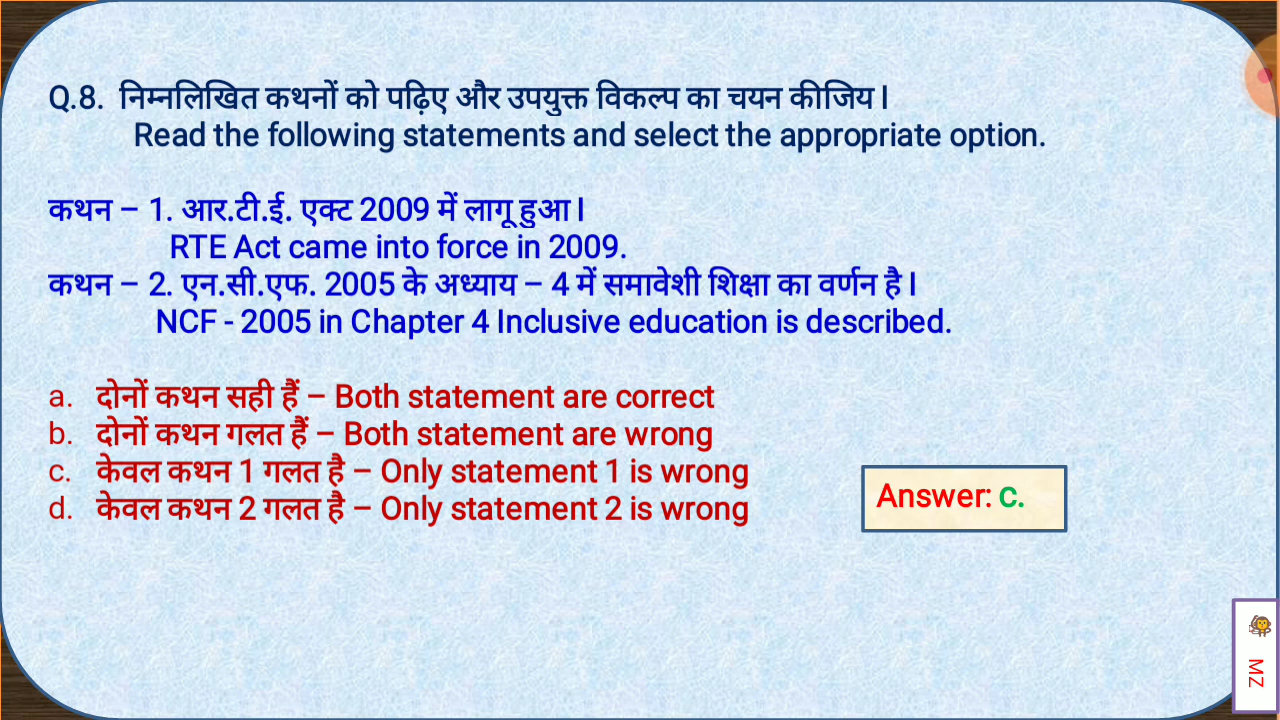 Q.8. निम्नलिखित कथनों को पढ़िए और उपयुक्त विकल्प का चयन कीजिय I
Read the following statements and select the appropriate option.
कथन – 1. आर.टी.ई. एक्ट 2009 में लागू हुआ I
RTE Act came into force in 2009.
कथन – 2. एन.सी.एफ. 2005 के अध्याय – 4 में समावेशी शिक्षा का वर्णन है I
NCF - 2005 in Chapter 4 Inclusive education is described.
a. दोनों कथन सही हैं – Both statement are correct
b. दोनों कथन गलत हैं – Both statement are wrong
c. केवल कथन 1 गलत है – Only statement 1 is wrong
d. केवल कथन 2 गलत है – Only statement 2 is wrong
Answer: c.
MZ